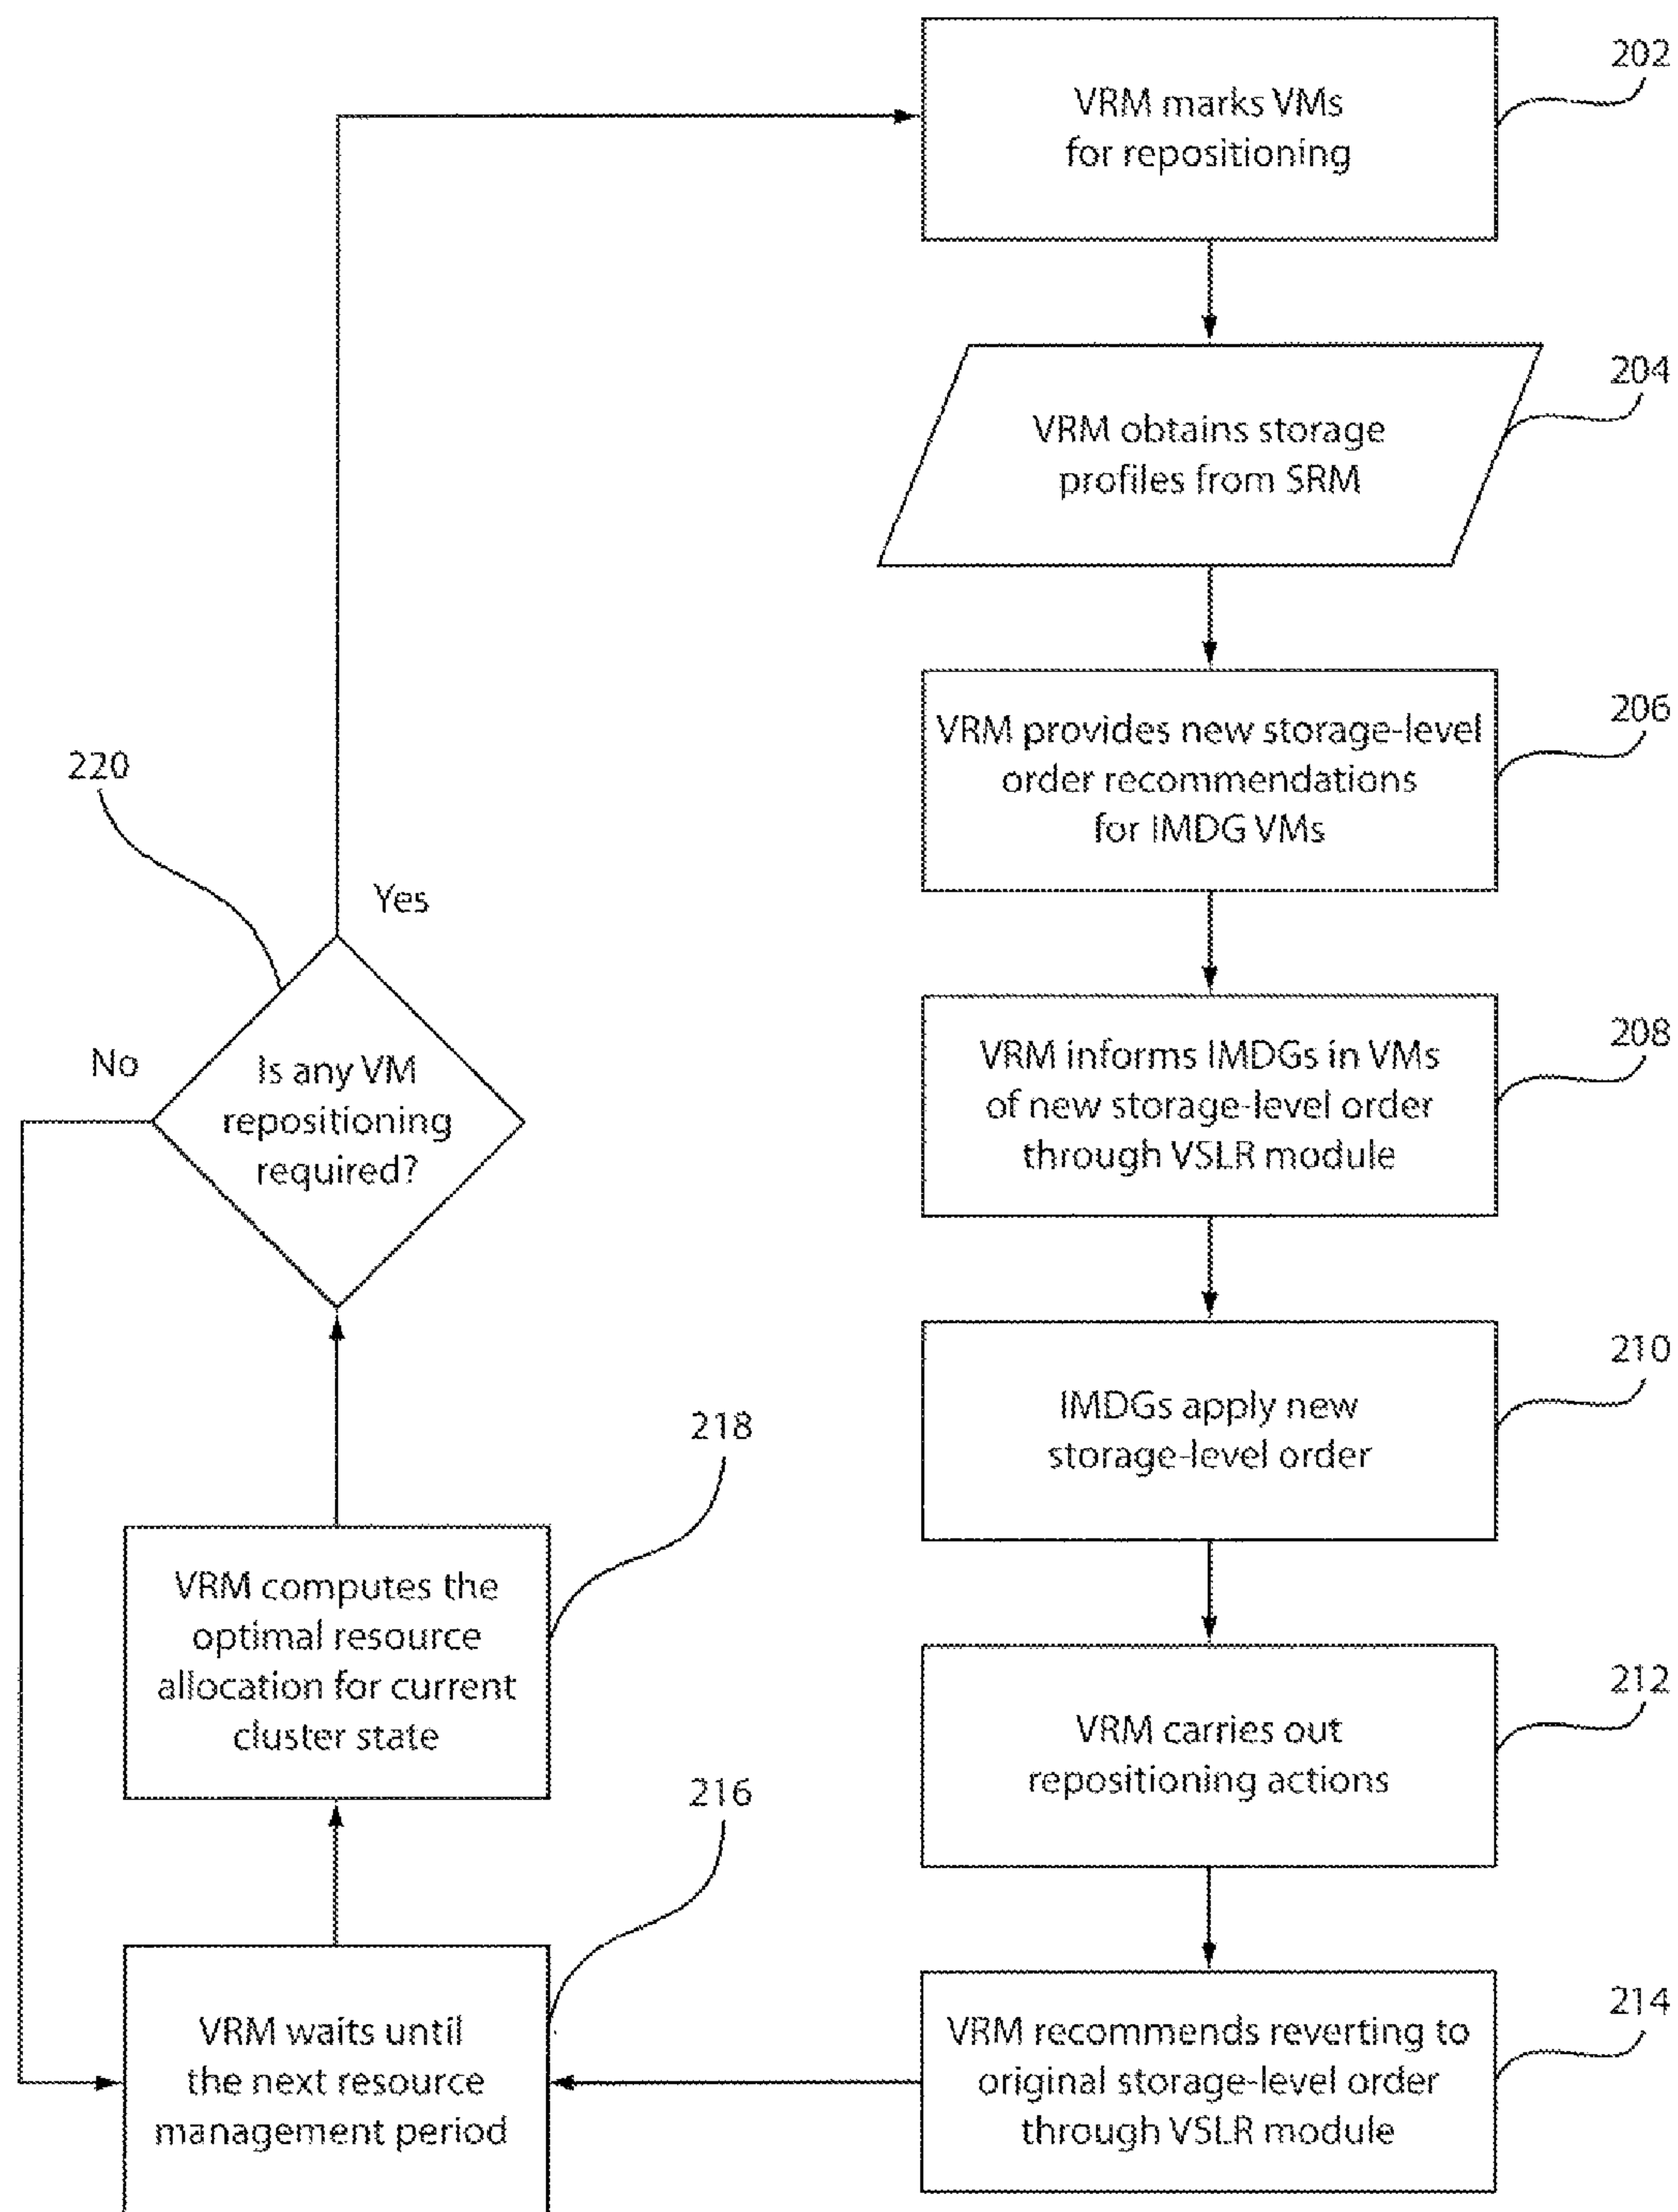 VRM marks VMs
for repositioning
202
VRM obtains storage
profiles from SRM
204
VRM provides new storage-level
order recommendations
for IMDG VMs
206
VRM informs IMDGs in VMs
of new storage-level order
through VSLR module
208
IMDGs apply new
storage-level order
210
VRM carries out
repositioning actions
212
VRM recommends reverting to
original storage-level order
through VSLR module
214
VRM waits until
the next resource
management period
216
VRM computes the
optimal resource
allocation for current
cluster state
218
Is any VM
repositioning
required?
220
Yes
No